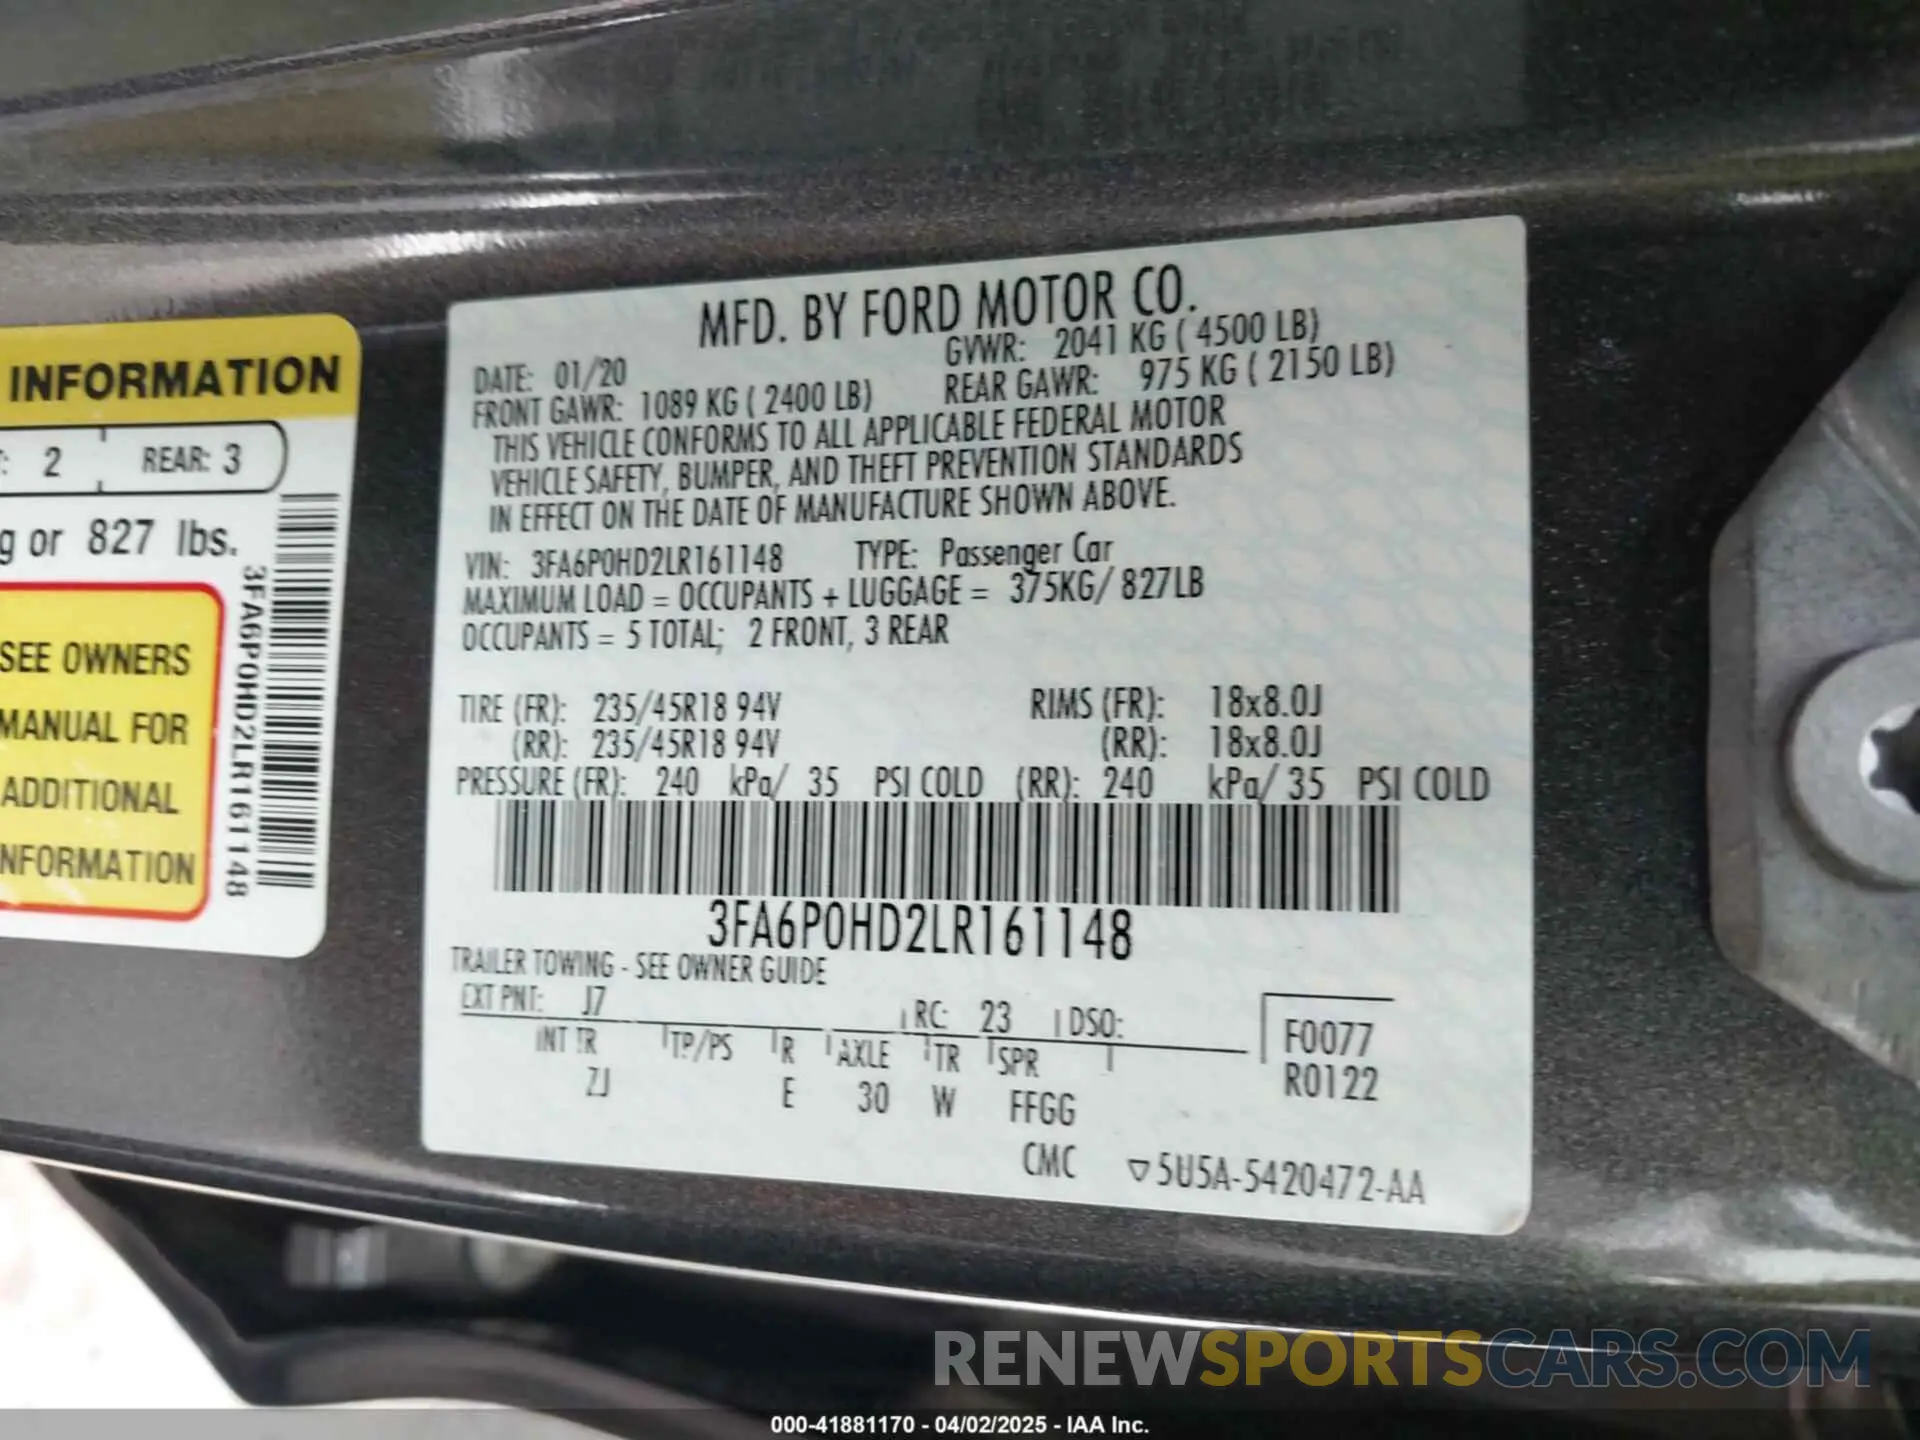 INFORMATION
2 REAR: 3
g or 827 lbs.
3FA6P0HD2LR161148
SEE OWNERS
MANUAL FOR
ADDITIONAL
INFORMATION
MFD. BY FORD MOTOR CO.
DATE: 01/20 GVWR: 2041 KG ( 4500 LB)
FRONT GAWR: 1089 KG ( 2400 LB) REAR GAWR: 975 KG ( 2150 LB)
THIS VEHICLE CONFORMS TO ALL APPLICABLE FEDERAL MOTOR
VEHICLE SAFETY, BUMPER, AND THEFT PREVENTION STANDARDS
IN EFFECT ON THE DATE OF MANUFACTURE SHOWN ABOVE.
VIN: 3FA6P0HD2LR161148 TYPE: Passenger Car
MAXIMUM LOAD = OCCUPANTS + LUGGAGE = 375KG/ 827LB
OCCUPANTS = 5 TOTAL; 2 FRONT, 3 REAR
TIRE (FR): 235/45R18 94V RIMS (FR): 18x8.0J
(RR): 235/45R18 94V (RR): 18x8.0J
PRESSURE (FR): 240 kPa/ 35 PSI COLD (RR): 240 kPa/ 35 PSI COLD
3FA6P0HD2LR161148
TRAILER TOWING - SEE OWNER GUIDE
EXT PNT: J7 RC: 23 DSO:
INT TR TP/PS R AXLE TR SPR F0077
ZJ E 30 W FFGG R0122
CMC ▽5U5A-5420472-AA
RENEWSPORTSCARS.COM
000-41881170 - 04/02/2025 - IAA Inc.